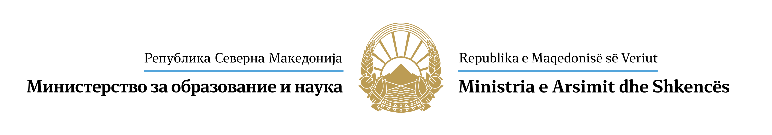 Република Северна Македонија
Министерство за образование и наука
Republika e Maqedonisë së Veriut
Ministria e Arsimit dhe Shkencës